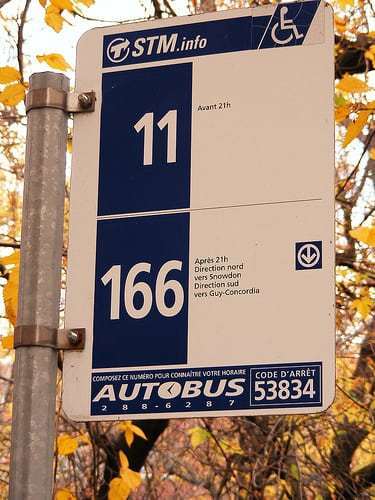 STM.info
11
Avant 21h
166
Après 21h
Direction nord
vers Snowdon
Direction sud
vers Guy-Concordia
COMPOSEZ CE NUMÉRO POUR CONNAÎTRE VOTRE HORAIRE
AUTOBUS
288-6287
CODE D'ARRÊT
53834